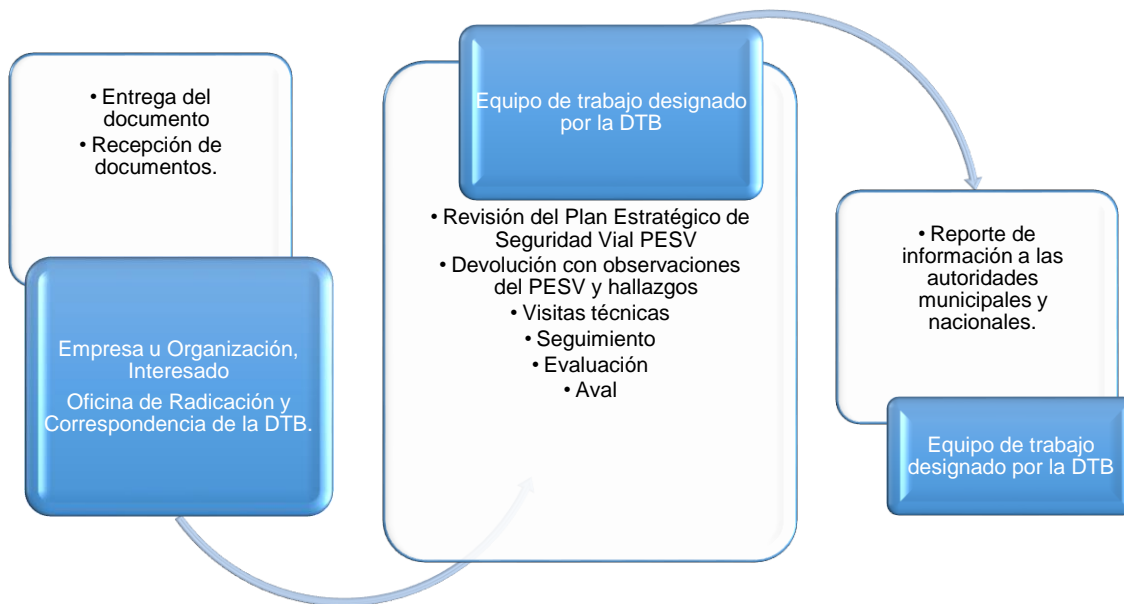 • Entrega del
documento
• Recepción de
documentos.
Empresa u Organización,
Interesado
Oficina de Radicación y
Correspondencia de la DTB.
Equipo de trabajo designado
por la DTB
• Revisión del Plan Estratégico de
Seguridad Vial PESV
• Devolución con observaciones
del PESV y hallazgos
• Visitas técnicas
• Seguimiento
• Evaluación
• Aval
• Reporte de
información a las
autoridades
municipales y
nacionales.
Equipo de trabajo
designado por la DTB